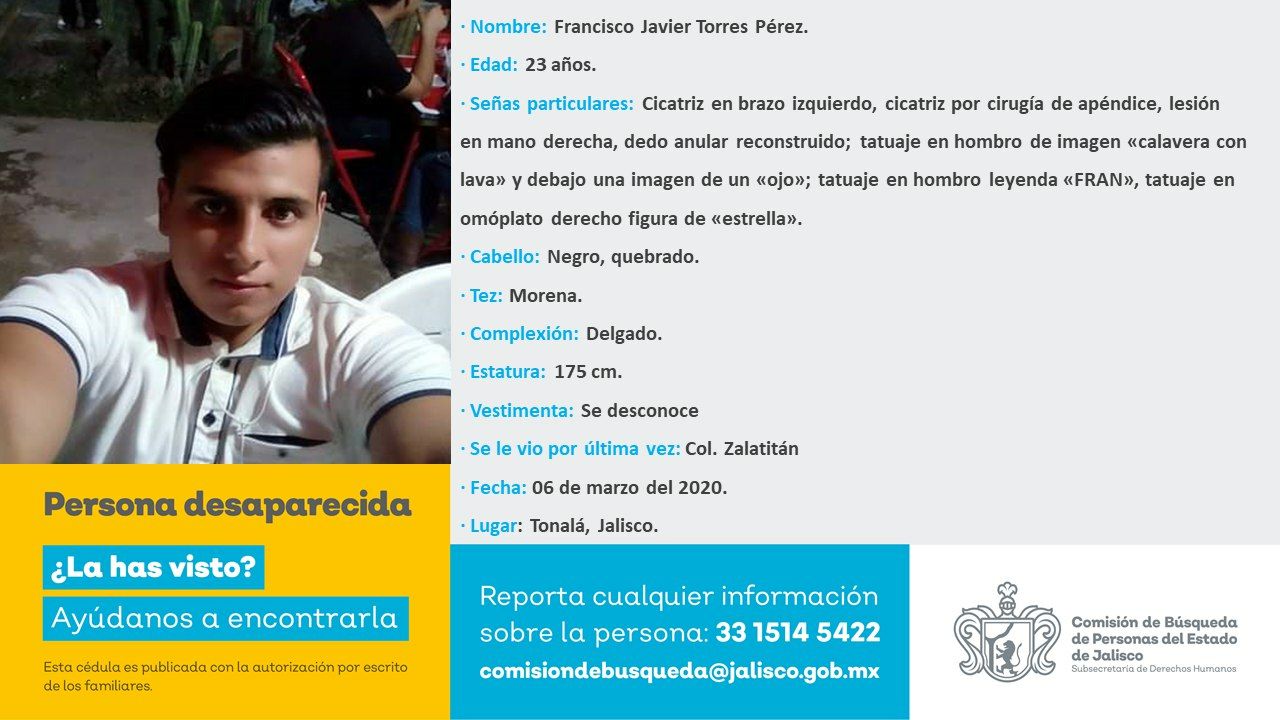 · Nombre: Francisco Javier Torres Pérez.
· Edad: 23 años.
· Señas particulares: Cicatriz en brazo izquierdo, cicatriz por cirugía de apéndice, lesión
en mano derecha, dedo anular reconstruido; tatuaje en hombro de imagen «calavera con
lava» y debajo una imagen de un «ojo»; tatuaje en hombro leyenda «FRAN», tatuaje en
omóplato derecho figura de «estrella».
· Cabello: Negro, quebrado.
· Tez: Morena.
· Complexión: Delgado.
· Estatura: 175 cm.
· Vestimenta: Se desconoce
· Se le vio por última vez: Col. Zalatitán
· Fecha: 06 de marzo del 2020.
· Lugar: Tonalá, Jalisco.
Persona desaparecida
¿La has visto?
Ayúdanos a encontrarla
Esta cédula es publicada con la autorización por escrito
de los familiares.
Reporta cualquier información
sobre la persona: 33 1514 5422
comisiondebusqueda@jalisco.gob.mx
Comisión de Búsqueda
de Personas del Estado
de Jalisco
Subsecretaría de Derechos Humanos